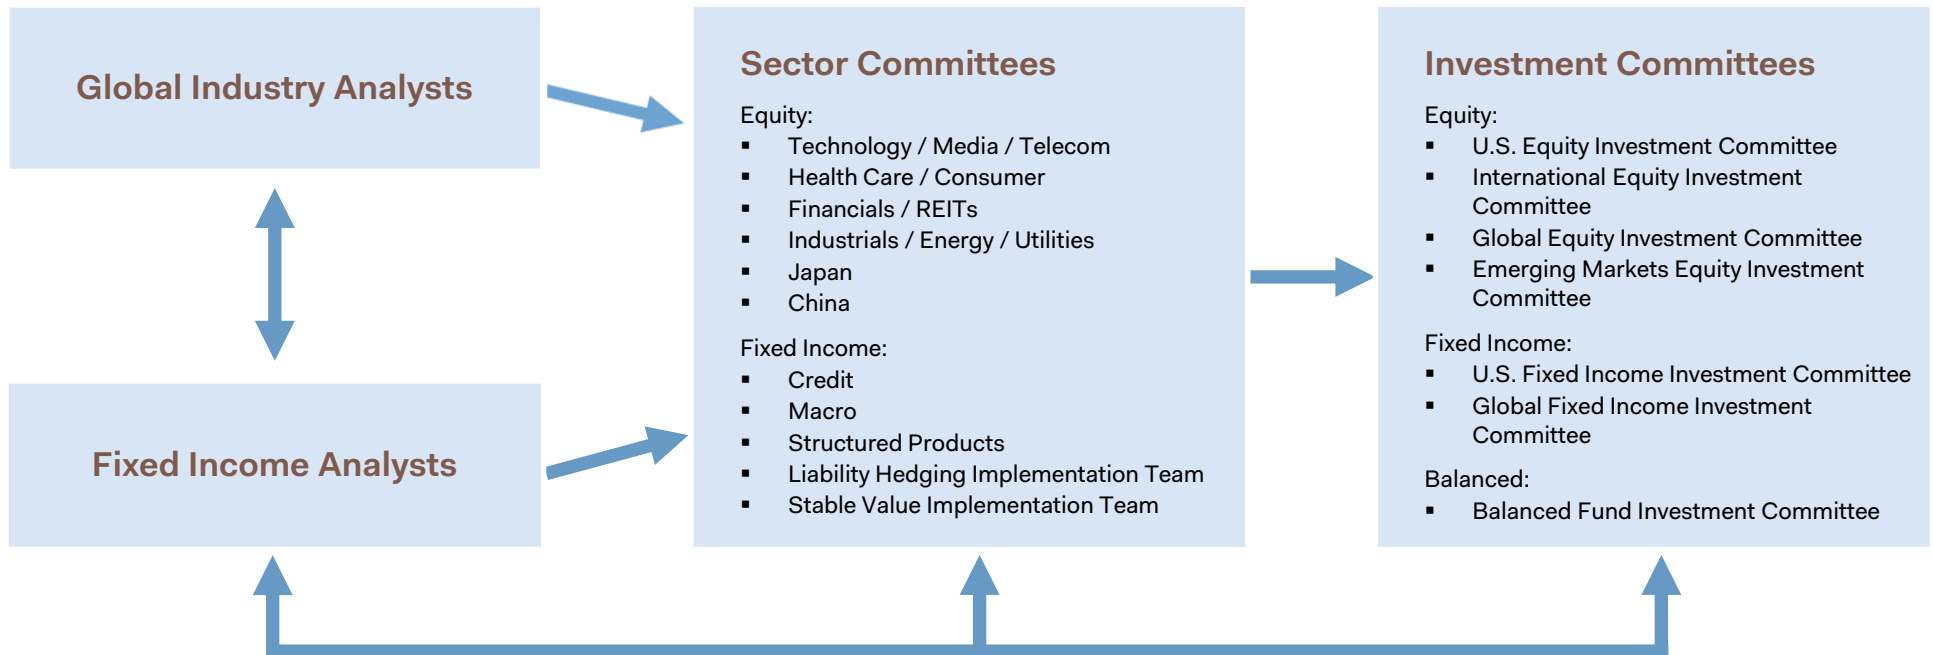 Global Industry Analysts
Fixed Income Analysts
Sector Committees
Equity:
▪ Technology / Media / Telecom
▪ Health Care / Consumer
▪ Financials / REITs
▪ Industrials / Energy / Utilities
▪ Japan
▪ China
Fixed Income:
▪ Credit
▪ Macro
▪ Structured Products
▪ Liability Hedging Implementation Team
▪ Stable Value Implementation Team
Investment Committees
Equity:
▪ U.S. Equity Investment Committee
▪ International Equity Investment
Committee
▪ Global Equity Investment Committee
▪ Emerging Markets Equity Investment
Committee
Fixed Income:
▪ U.S. Fixed Income Investment Committee
▪ Global Fixed Income Investment
Committee
Balanced:
▪ Balanced Fund Investment Committee